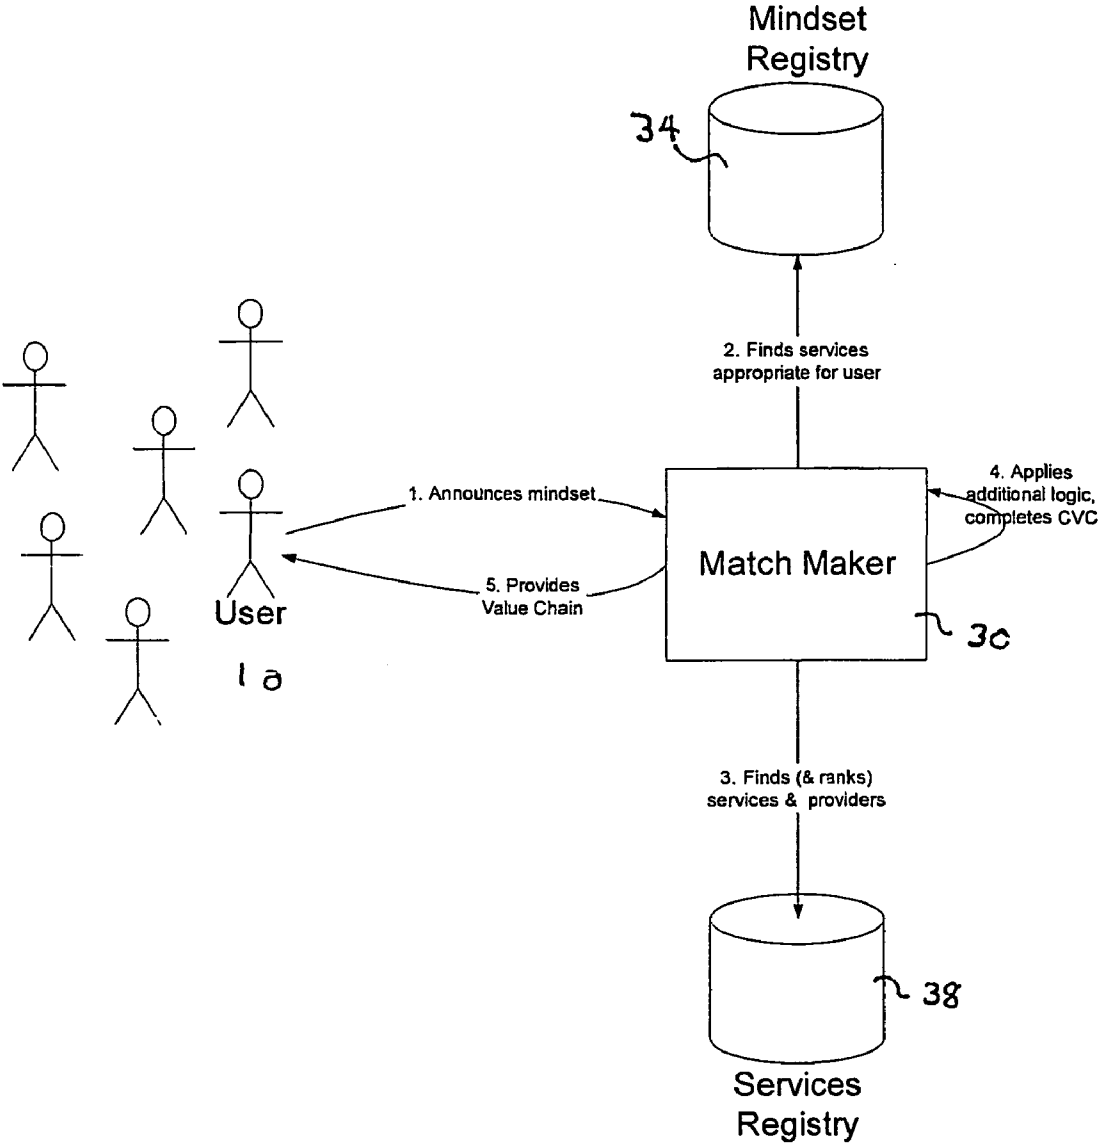 Mindset
Registry
34
2. Finds services
appropriate for user
4. Applies
additional logic,
completes CVC
1. Announces mindset
Match Maker
5. Provides
Value Chain
User
30
1a
3. Finds (& ranks)
services & providers
38
Services
Registry